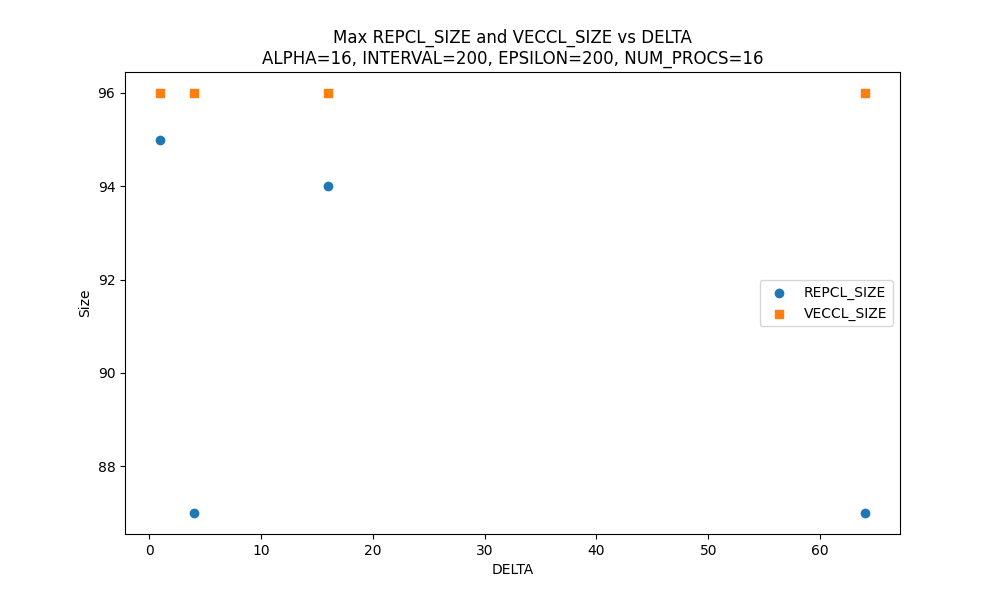 Max REPCL_SIZE and VECCL_SIZE vs DELTA
ALPHA=16, INTERVAL=200, EPSILON=200, NUM_PROCS=16
96
94
92
90
88
Size
REPCL_SIZE
VECCL_SIZE
0 10 20 30 40 50 60
DELTA